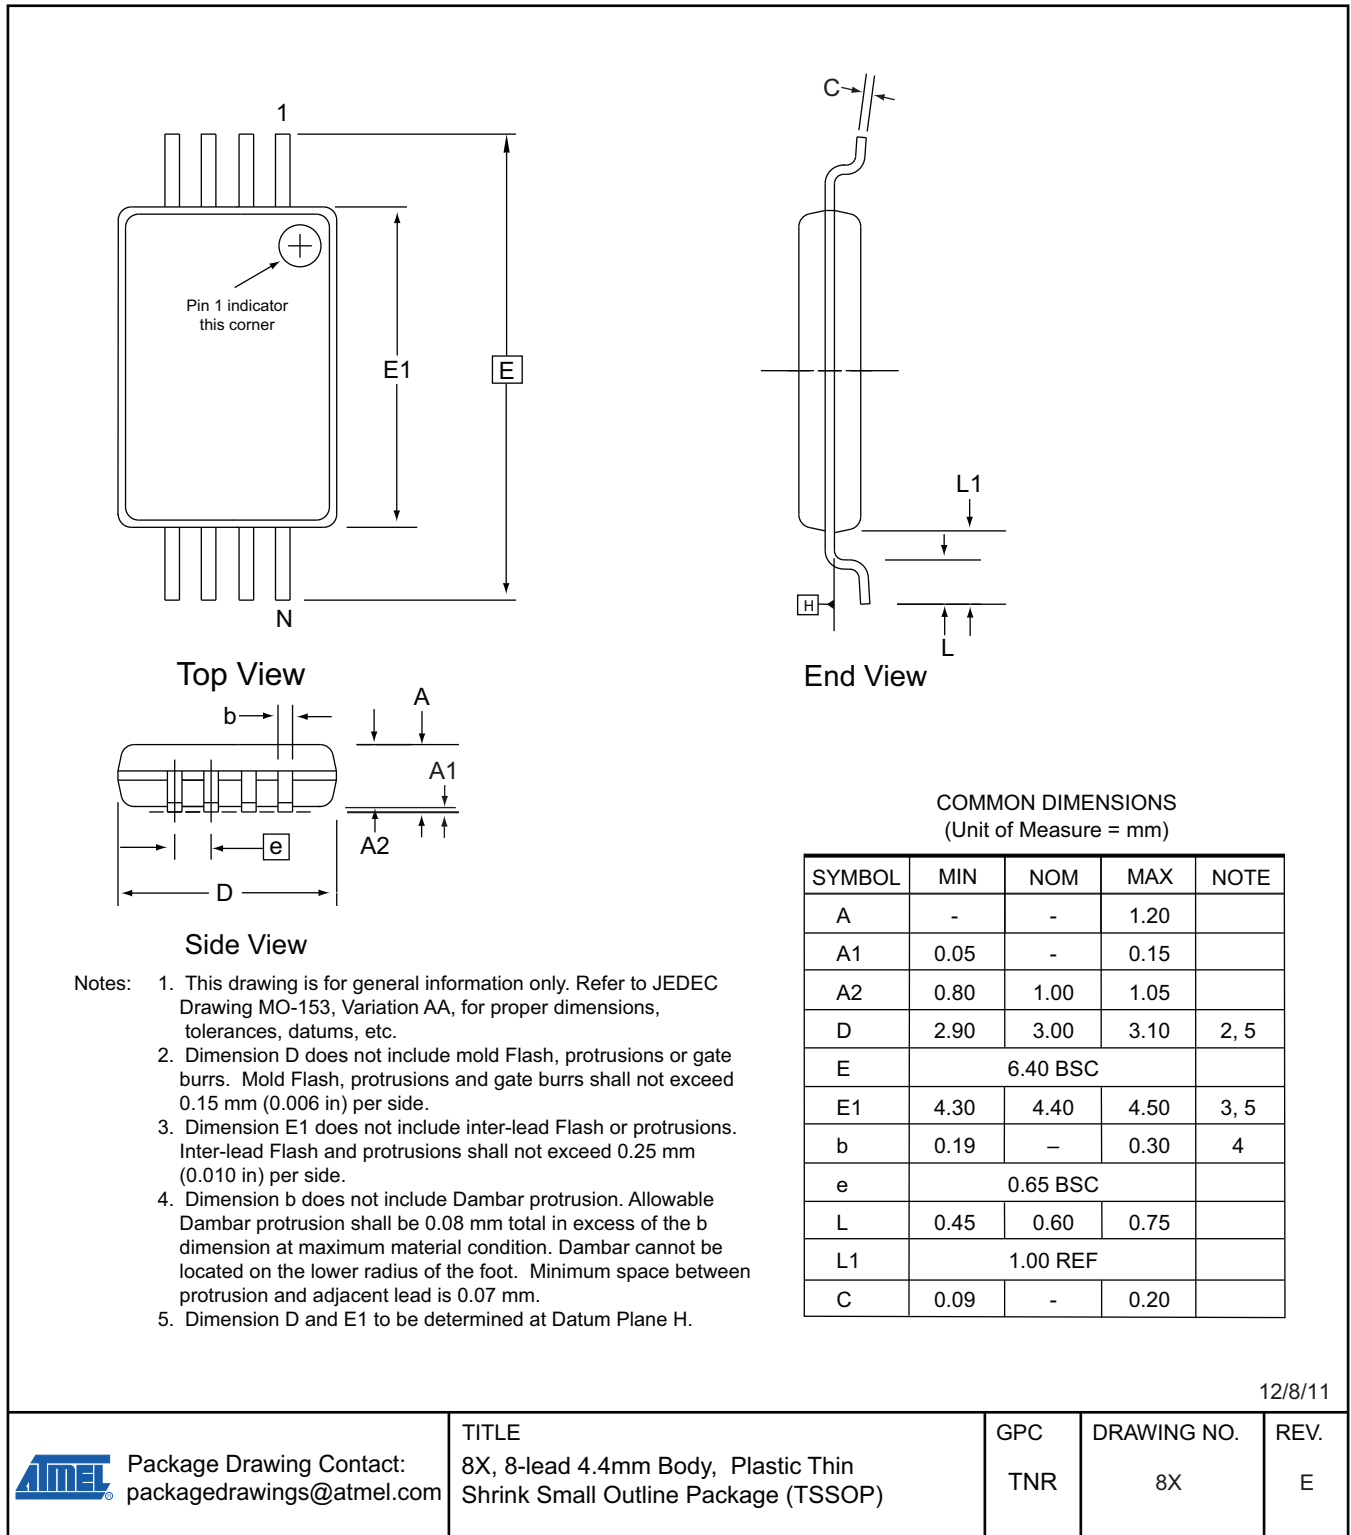 1
C
Pin 1 indicator
this corner
E1
E
L1
H
N
L
Top View
End View
b
A
A1
e
A2
D
Side View
COMMON DIMENSIONS
(Unit of Measure = mm)
SYMBOL MIN NOM MAX NOTE
A - - 1.20
A1 0.05 - 0.15
A2 0.80 1.00 1.05
D 2.90 3.00 3.10 2, 5
E 6.40 BSC
E1 4.30 4.40 4.50 3, 5
b 0.19 – 0.30 4
e 0.65 BSC
L 0.45 0.60 0.75
L1 1.00 REF
C 0.09 - 0.20
Notes: 1. This drawing is for general information only. Refer to JEDEC
Drawing MO-153, Variation AA, for proper dimensions,
tolerances, datums, etc.
2. Dimension D does not include mold Flash, protrusions or gate
burrs. Mold Flash, protrusions and gate burrs shall not exceed
0.15 mm (0.006 in) per side.
3. Dimension E1 does not include inter-lead Flash or protrusions.
Inter-lead Flash and protrusions shall not exceed 0.25 mm
(0.010 in) per side.
4. Dimension b does not include Dambar protrusion. Allowable
Dambar protrusion shall be 0.08 mm total in excess of the b
dimension at maximum material condition. Dambar cannot be
located on the lower radius of the foot. Minimum space between
protrusion and adjacent lead is 0.07 mm.
5. Dimension D and E1 to be determined at Datum Plane H.
12/8/11
ATMEL ®
Package Drawing Contact:
packagedrawings@atmel.com
TITLE
8X, 8-lead 4.4mm Body, Plastic Thin
Shrink Small Outline Package (TSSOP)
GPC
TNR
DRAWING NO.
8X
REV.
E